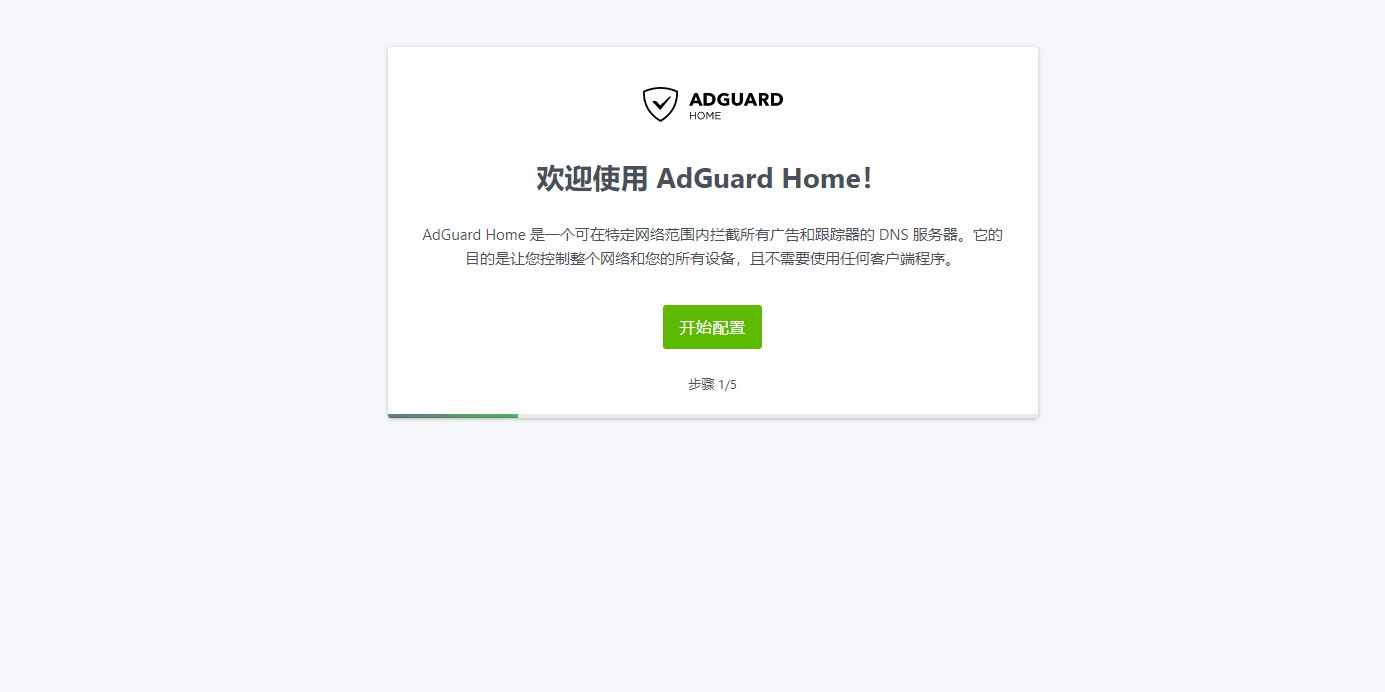 ADGUARD
HOME
欢迎使用 AdGuard Home！
AdGuard Home 是一个可在特定网络范围内拦截所有广告和跟踪器的 DNS 服务器。它的
目的是让您控制整个网络和您的所有设备，且不需要使用任何客户端程序。
开始配置
步骤 1/5